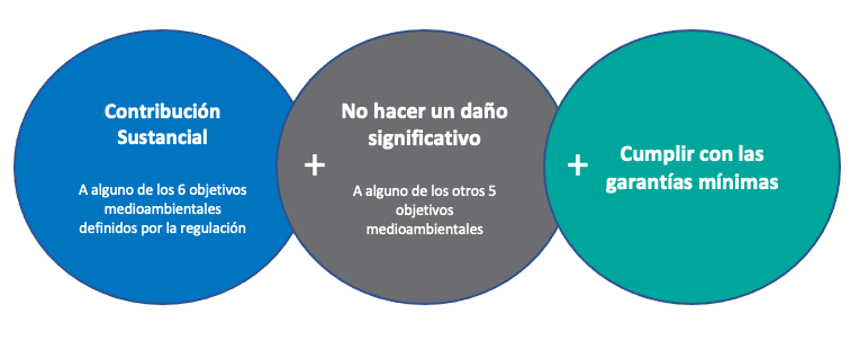 Contribución
Sustancial
A alguno de los 6 objetivos
medioambientales
definidos por la regulación
+
No hacer un daño
significativo
A alguno de los otros 5
objetivos
medioambientales
+
Cumplir con las
garantías mínimas